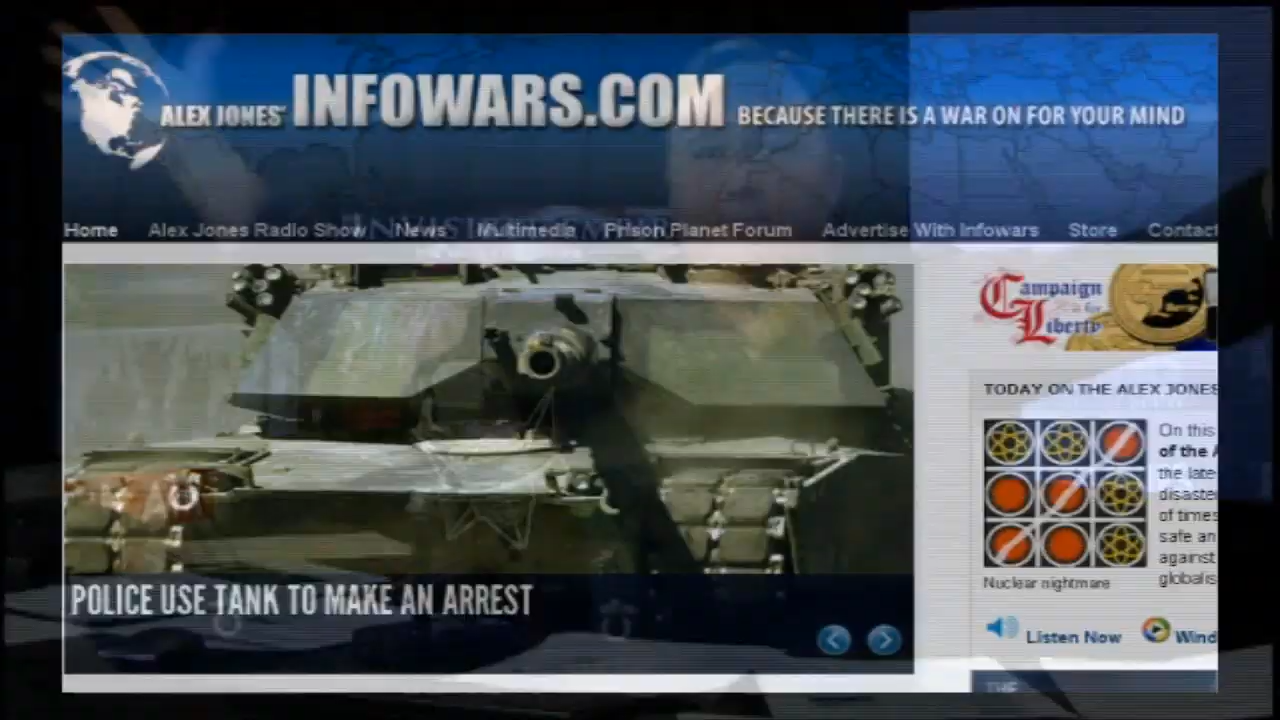 ALEX JONES' INFOWARS.COM BECAUSE THERE IS A WAR ON FOR YOUR MIND
Home Alex Jones Radio Show News Multimedia Prison Planet Forum Advertise With Infowars Store Contact
Campaign
for
Liberty
TODAY ON THE ALEX JONES
On this
of the A
the late
disaste
of times
safe an
against
globalis
Nuclear nightmare
Listen Now Wind
POLICE USE TANK TO MAKE AN ARREST
THE